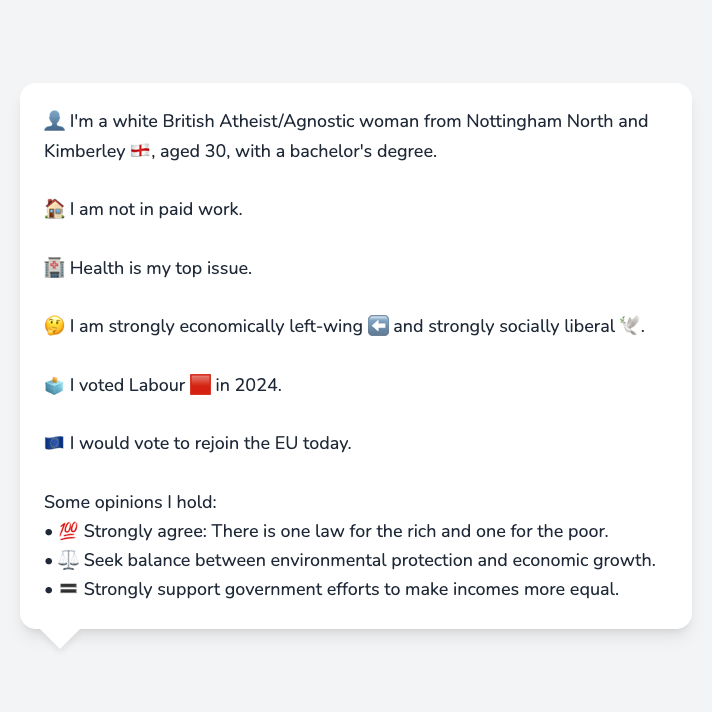 👤 I'm a white British Atheist/Agnostic woman from Nottingham North and
Kimberley 🏴󠁧󠁢󠁥󠁮󠁧󠁿, aged 30, with a bachelor's degree.
🏠 I am not in paid work.
🏥 Health is my top issue.
🤔 I am strongly economically left-wing ⬅️ and strongly socially liberal 🕊️.
🗳️ I voted Labour 🟥 in 2024.
🇪🇺 I would vote to rejoin the EU today.
Some opinions I hold:
• 💯 Strongly agree: There is one law for the rich and one for the poor.
• ⚖️ Seek balance between environmental protection and economic growth.
• 🟰 Strongly support government efforts to make incomes more equal.